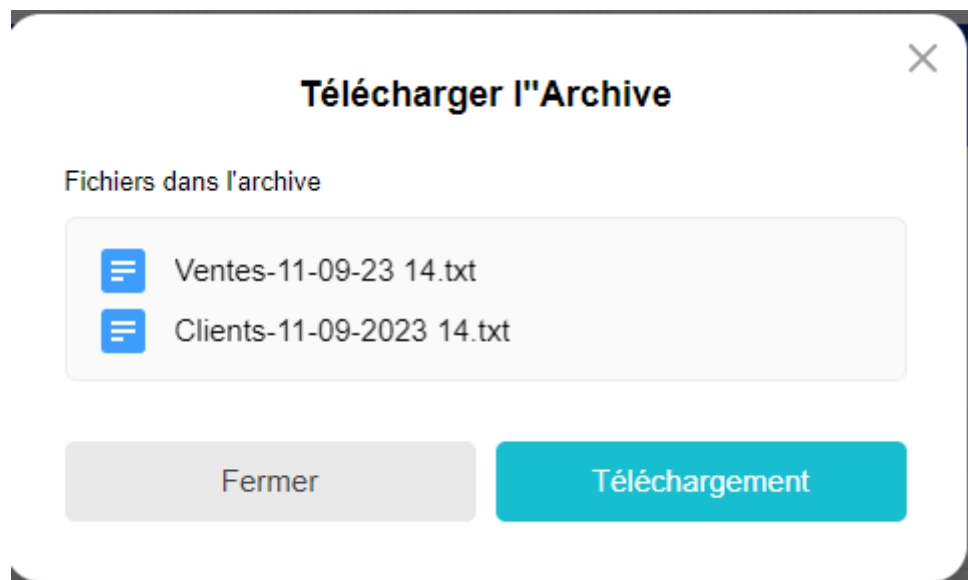 Télécharger l"Archive
Fichiers dans l'archive
Ventes-11-09-23 14.txt
Clients-11-09-2023 14.txt
Fermer
Téléchargement